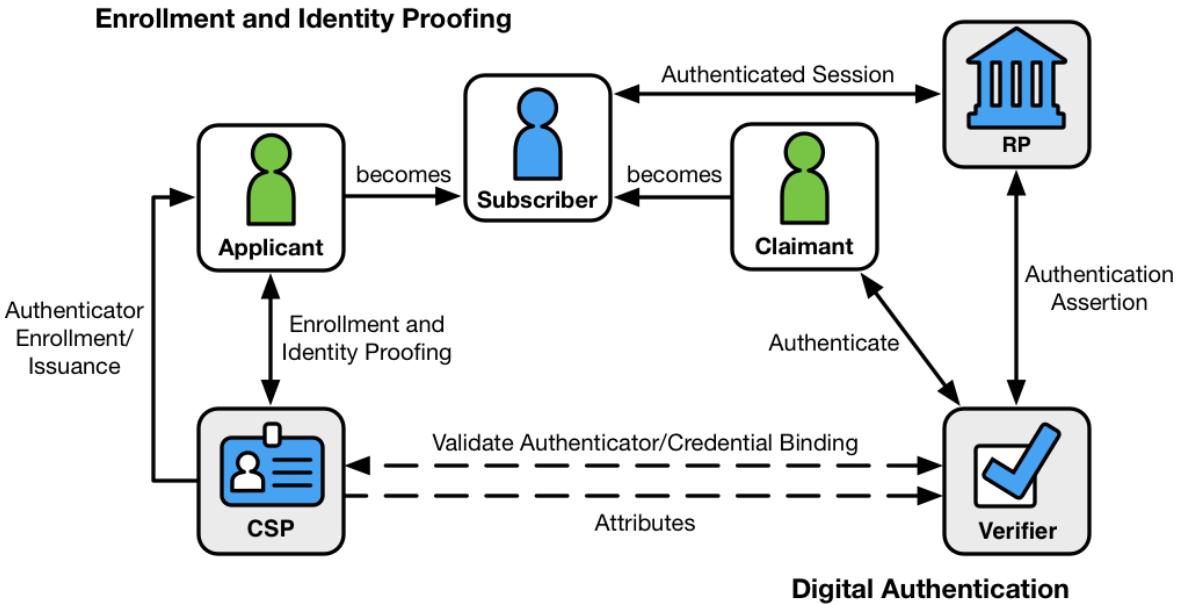 Enrollment and Identity Proofing
Authenticated Session
RP
becomes
Subscriber
becomes
Applicant
Claimant
Authenticator
Enrollment/
Issuance
Enrollment and
Identity Proofing
Authenticate
Authentication
Assertion
Validate Authenticator/Credential Binding
CSP
Attributes
Verifier
Digital Authentication